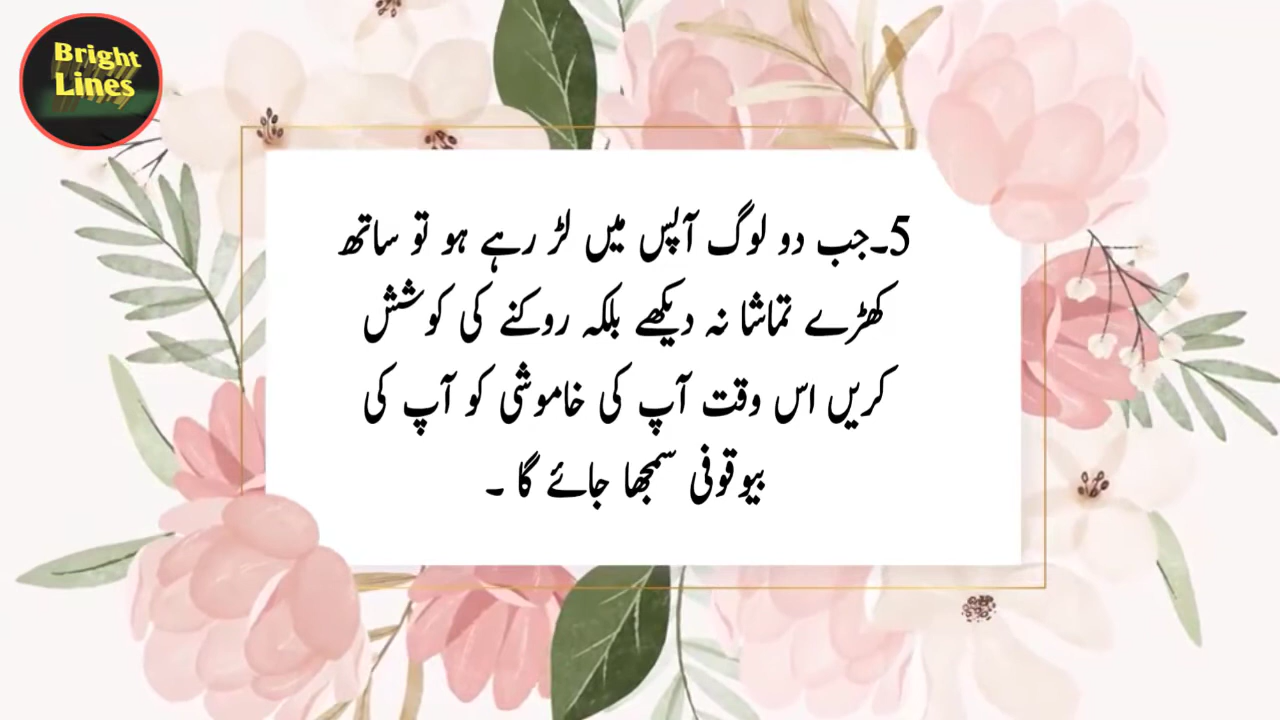 Bright
Lines
5۔جب دو لوگ آپس میں لڑ رہے ہو تو ساتھ
کھڑے تماشا نہ دیکھے بلکہ روکنے کی کوشش
کریں اس وقت آپ کی خاموشی کو آپ کی
بیوقوفی سمجھا جائے گا ۔